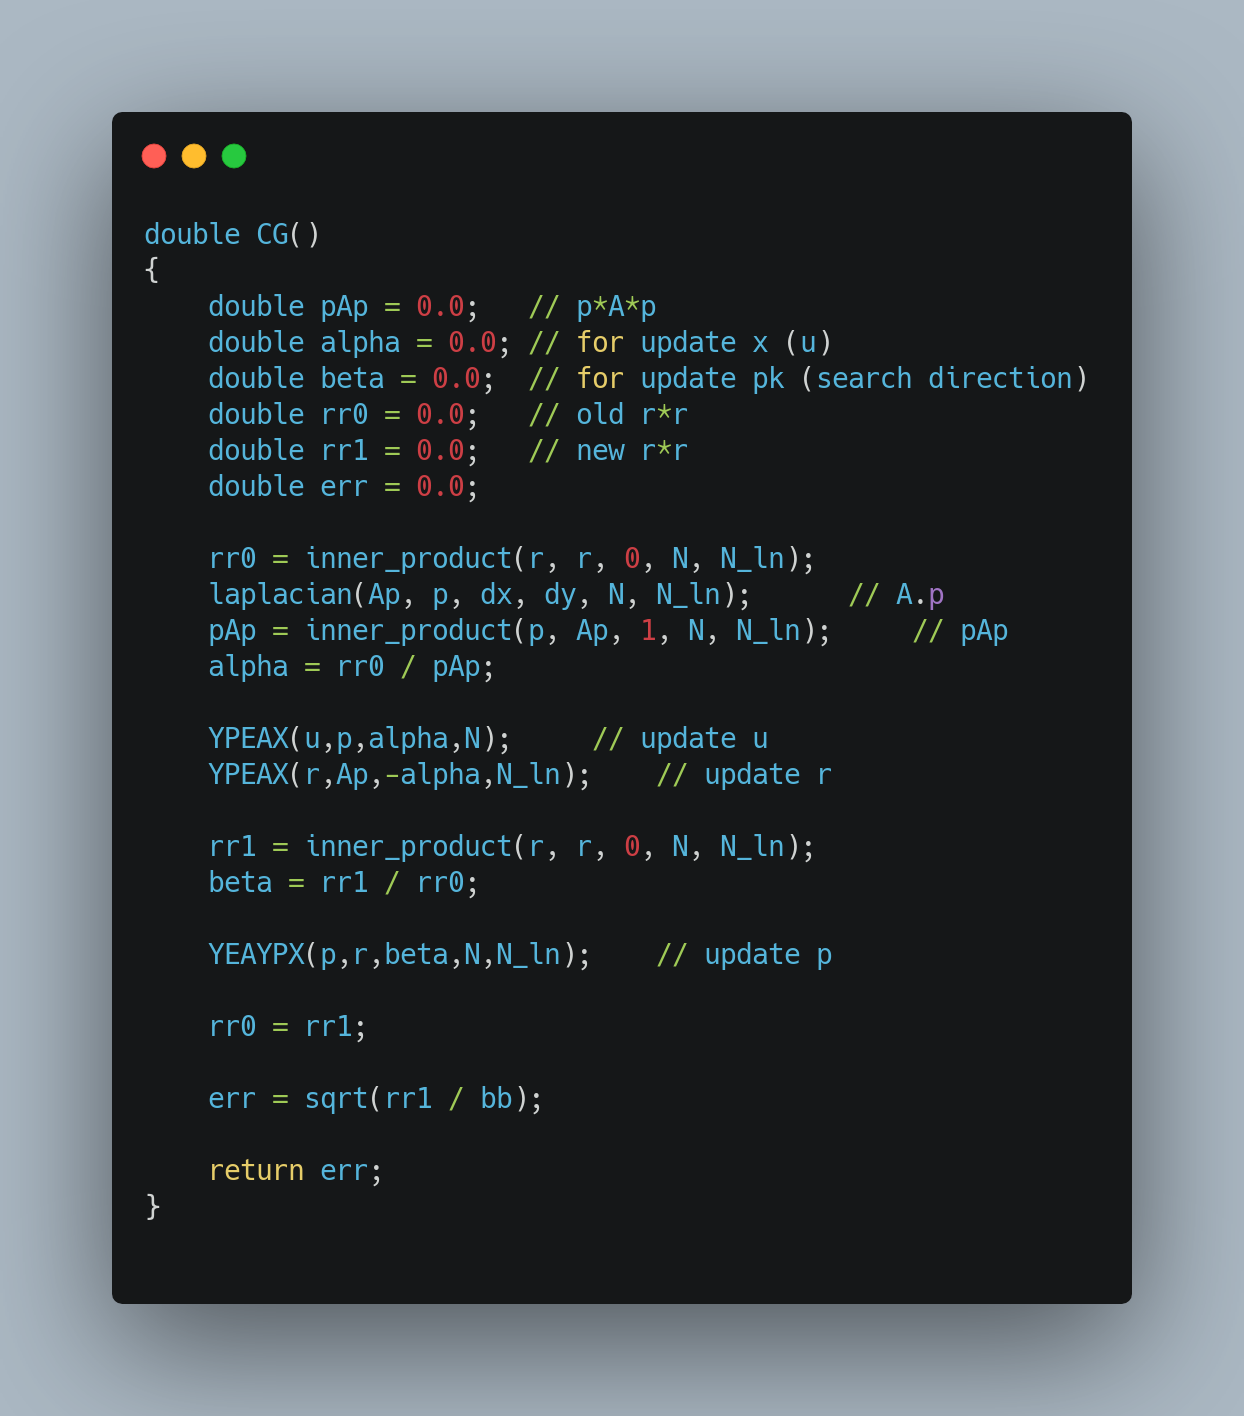 double CG()
{
    double pAp = 0.0;   // p*A*p
    double alpha = 0.0; // for update x (u)
    double beta = 0.0;  // for update pk (search direction)
    double rr0 = 0.0;   // old r*r
    double rr1 = 0.0;   // new r*r
    double err = 0.0;

    rr0 = inner_product(r, r, 0, N, N_ln);
    laplacian(Ap, p, dx, dy, N, N_ln);      // A.p
    pAp = inner_product(p, Ap, 1, N, N_ln);     // pAp
    alpha = rr0 / pAp;

    YPEAX(u,p,alpha,N);     // update u
    YPEAX(r,Ap,-alpha,N_ln);    // update r

    rr1 = inner_product(r, r, 0, N, N_ln);
    beta = rr1 / rr0;

    YEAYPX(p,r,beta,N,N_ln);    // update p

    rr0 = rr1;

    err = sqrt(rr1 / bb);

    return err;
}